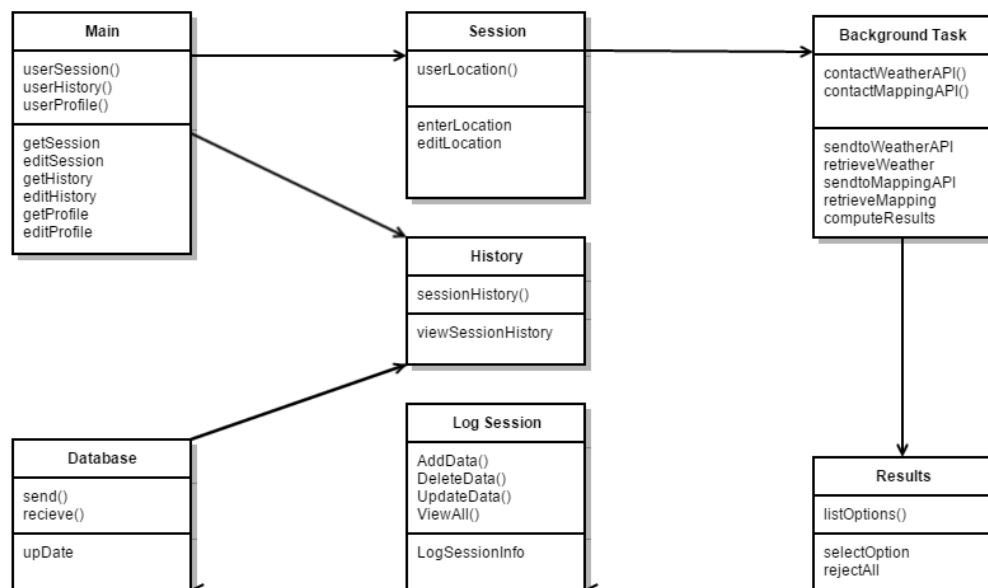 Main
userSession()
userHistory()
userProfile()
getSession
editSession
getHistory
editHistory
getProfile
editProfile
Session
userLocation()
enterLocation
editLocation
Background Task
contactWeatherAPI()
contactMappingAPI()
sendtoWeatherAPI
retrieveWeather
sendtoMappingAPI
retrieveMapping
computeResults
History
sessionHistory()
viewSessionHistory
Database
send()
recieve()
upDate
Log Session
AddData()
DeleteData()
UpdateData()
ViewAll()
LogSessionInfo
Results
listOptions()
selectOption
rejectAll